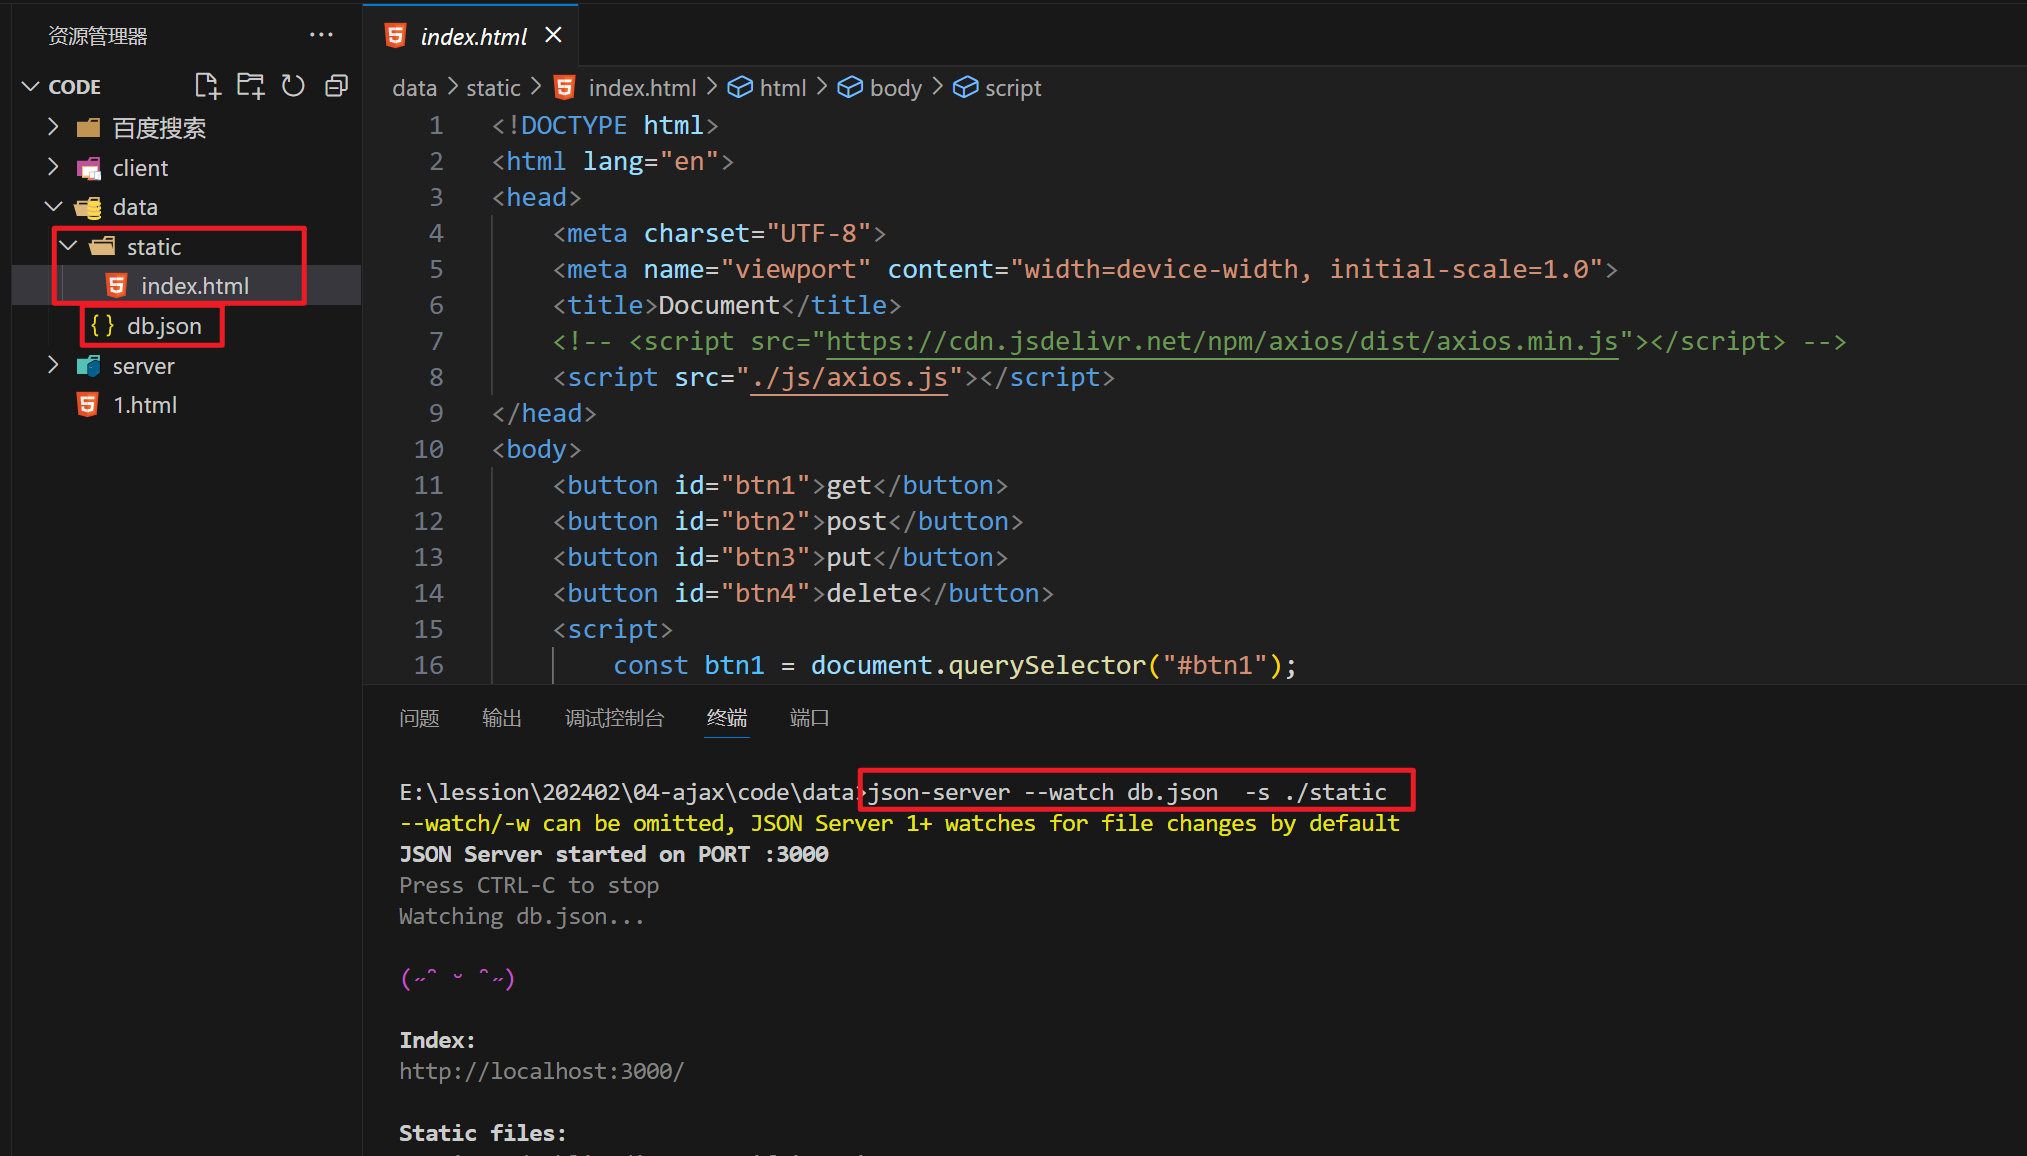 资源管理器
CODE
百度搜索
client
data
static
index.html
db.json
server
1.html
index.html
data > static > index.html > html > body > script
1 <!DOCTYPE html>
2 <html lang="en">
3 <head>
4 <meta charset="UTF-8">
5 <meta name="viewport" content="width=device-width, initial-scale=1.0">
6 <title>Document</title>
7 <!-- <script src="https://cdn.jsdelivr.net/npm/axios/dist/axios.min.js"></script> -->
8 <script src="./js/axios.js"></script>
9 </head>
10 <body>
11 <button id="btn1">get</button>
12 <button id="btn2">post</button>
13 <button id="btn3">put</button>
14 <button id="btn4">delete</button>
15 <script>
16 const btn1 = document.querySelector("#btn1");
问题 输出 调试控制台 终端 端口
E:\lession\202402\04-ajax\code\data>json-server --watch db.json  -s ./static
--watch/-w can be omitted, JSON Server 1+ watches for file changes by default
JSON Server started on PORT :3000
Press CTRL-C to stop
Watching db.json...
(˶ᵔ ᵕ ᵔ˶)
Index:
http://localhost:3000/
Static files: